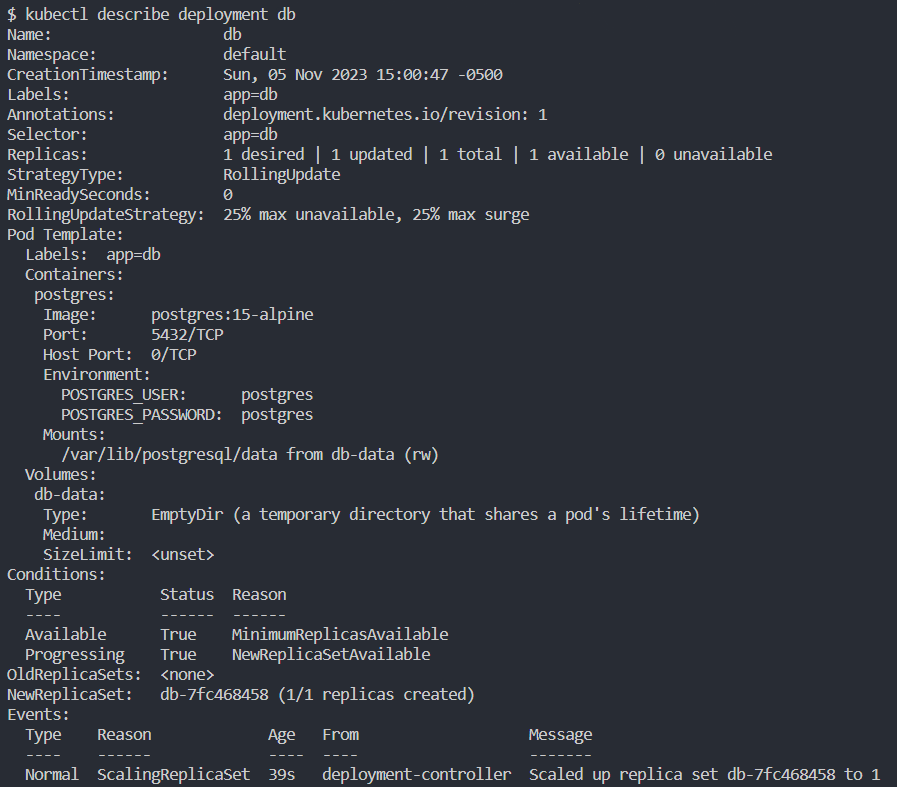 $ kubectl describe deployment db
Name:                   db
Namespace:              default
CreationTimestamp:      Sun, 05 Nov 2023 15:00:47 -0500
Labels:                 app=db
Annotations:            deployment.kubernetes.io/revision: 1
Selector:               app=db
Replicas:               1 desired | 1 updated | 1 total | 1 available | 0 unavailable
StrategyType:           RollingUpdate
MinReadySeconds:        0
RollingUpdateStrategy:  25% max unavailable, 25% max surge
Pod Template:
  Labels:  app=db
  Containers:
   postgres:
    Image:      postgres:15-alpine
    Port:       5432/TCP
    Host Port:  0/TCP
    Environment:
      POSTGRES_USER:      postgres
      POSTGRES_PASSWORD:  postgres
    Mounts:
      /var/lib/postgresql/data from db-data (rw)
  Volumes:
   db-data:
    Type:       EmptyDir (a temporary directory that shares a pod's lifetime)
    Medium:
    SizeLimit:  <unset>
Conditions:
  Type           Status  Reason
  ----           ------  ------
  Available      True    MinimumReplicasAvailable
  Progressing    True    NewReplicaSetAvailable
OldReplicaSets:  <none>
NewReplicaSet:   db-7fc468458 (1/1 replicas created)
Events:
  Type    Reason             Age   From                   Message
  ----    ------             ----  ----                   -------
  Normal  ScalingReplicaSet  39s   deployment-controller  Scaled up replica set db-7fc468458 to 1